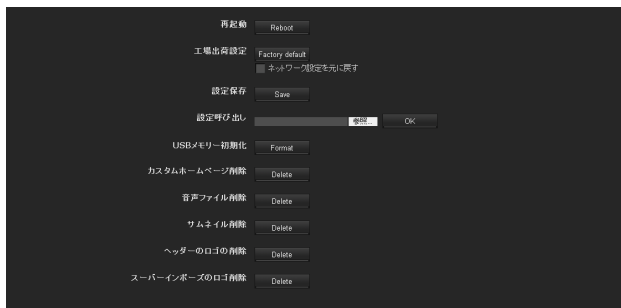 再起動 Reboot
工場出荷設定 Factory default
ネットワーク設定を元に戻す
設定保存 Save
設定呼び出し 参照... OK
USBメモリー初期化 Format
カスタムホームページ削除 Delete
音声ファイル削除 Delete
サムネイル削除 Delete
ヘッダーのロゴの削除 Delete
スーパーインポーズのロゴ削除 Delete